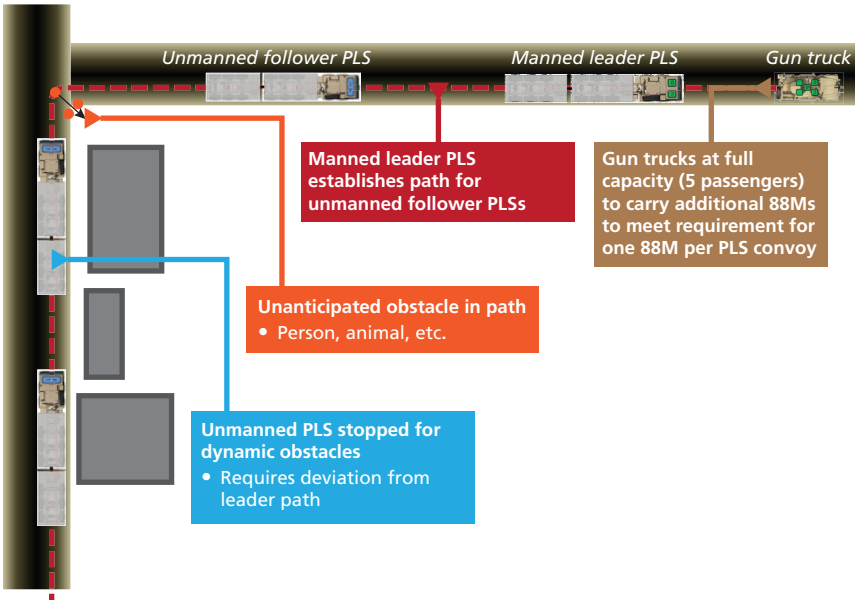 Unmanned follower PLS
Manned leader PLS
Gun truck
Manned leader PLS
establishes path for
unmanned follower PLSs
Gun trucks at full
capacity (5 passengers)
to carry additional 88Ms
to meet requirement for
one 88M per PLS convoy
Unanticipated obstacle in path
• Person, animal, etc.
Unmanned PLS stopped for
dynamic obstacles
• Requires deviation from
leader path